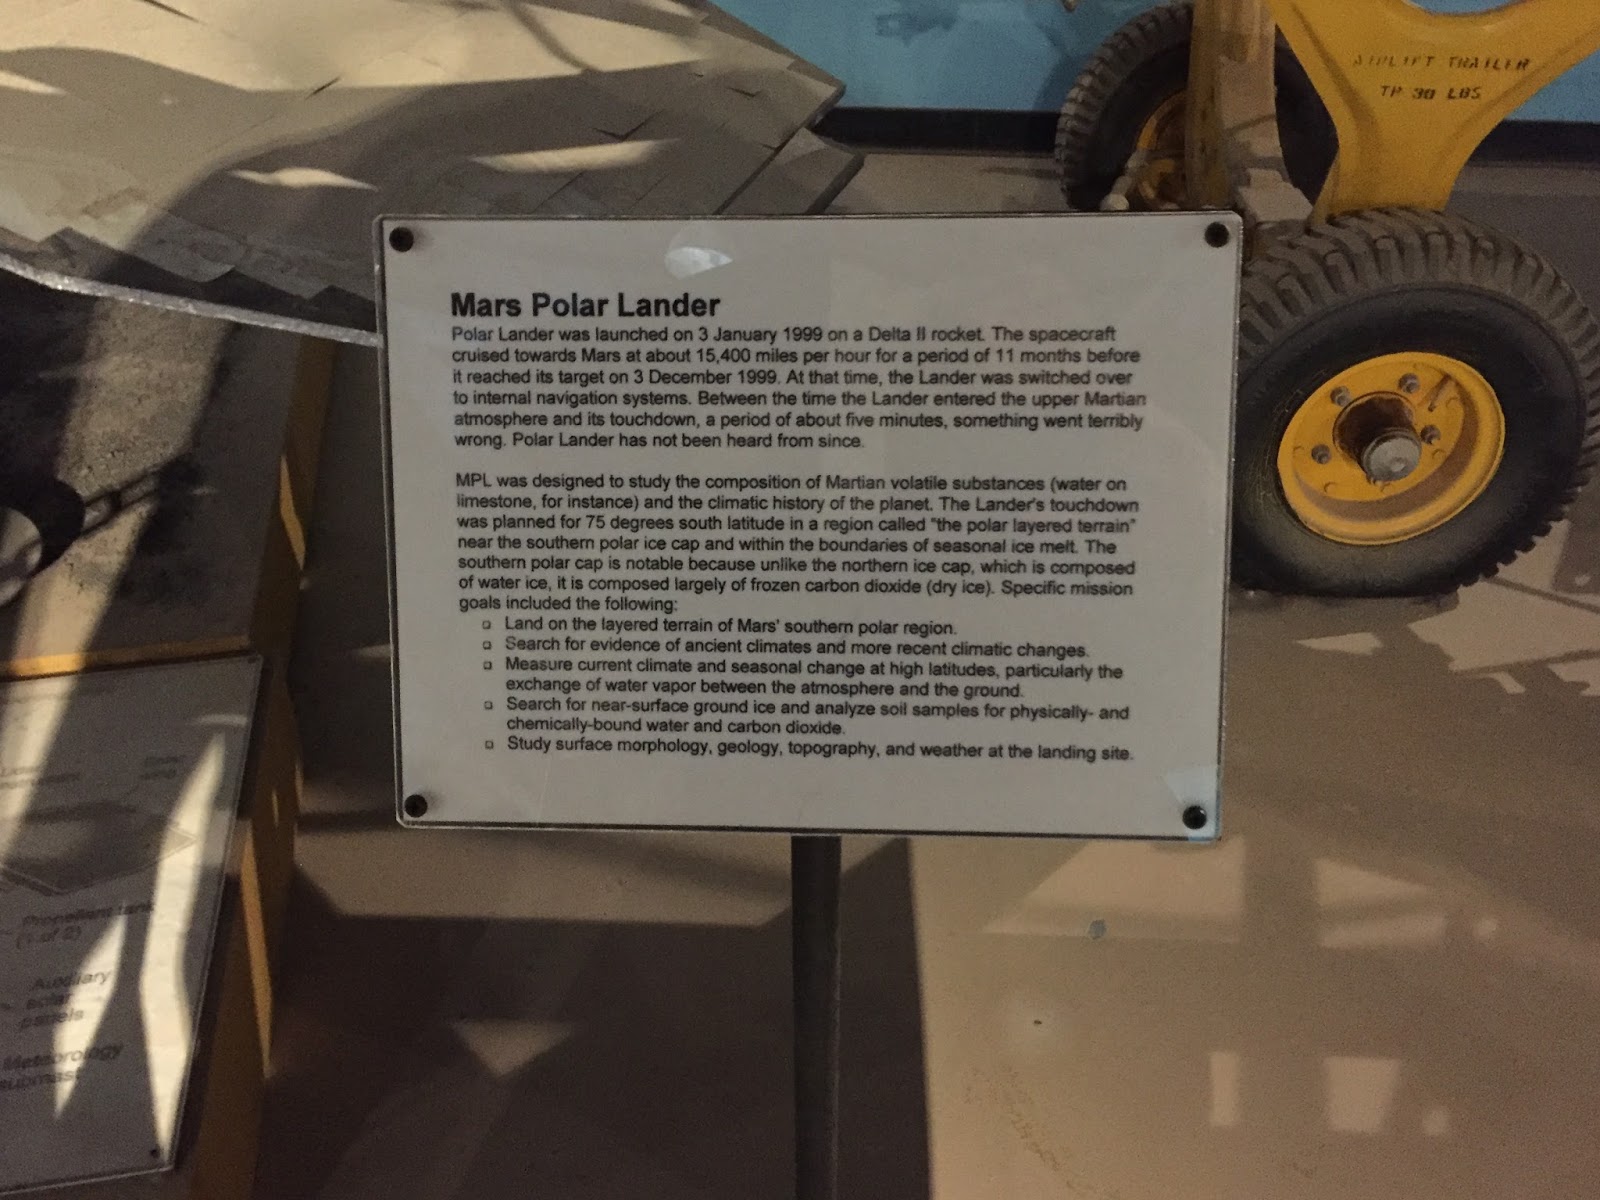 AIRLIFT TRAILER
TP 30 LBS
Mars Polar Lander
Polar Lander was launched on 3 January 1999 on a Delta II rocket. The spacecraft
cruised towards Mars at about 15,400 miles per hour for a period of 11 months before
it reached its target on 3 December 1999. At that time, the Lander was switched over
to internal navigation systems. Between the time the Lander entered the upper Martian
atmosphere and its touchdown, a period of about five minutes, something went terribly
wrong. Polar Lander has not been heard from since.
MPL was designed to study the composition of Martian volatile substances (water on
limestone, for instance) and the climatic history of the planet. The Lander's touchdown
was planned for 75 degrees south latitude in a region called "the polar layered terrain"
near the southern polar ice cap and within the boundaries of seasonal ice melt. The
southern polar cap is notable because unlike the northern ice cap, which is composed
of water ice, it is composed largely of frozen carbon dioxide (dry ice). Specific mission
goals included the following:
Land on the layered terrain of Mars' southern polar region.
Search for evidence of ancient climates and more recent climatic changes.
Measure current climate and seasonal change at high latitudes, particularly the
exchange of water vapor between the atmosphere and the ground.
Search for near-surface ground ice and analyze soil samples for physically- and
chemically-bound water and carbon dioxide.
Study surface morphology, geology, topography, and weather at the landing site.
Propellant tank
(1 of 2)
Auxiliary
solar
panels
Meteorology
submast